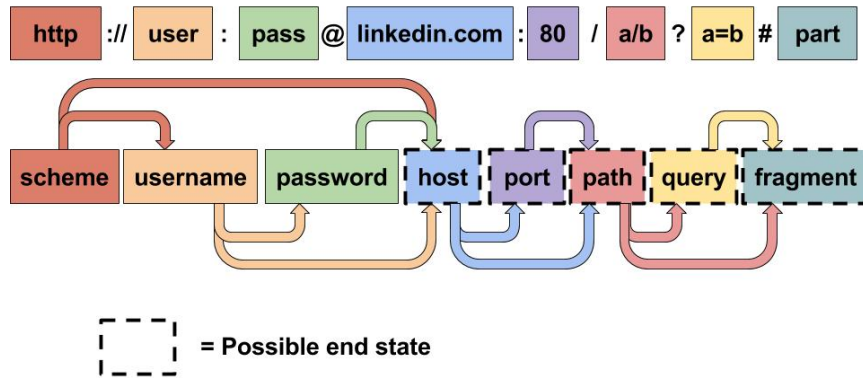 http :// user : pass @ linkedin.com : 80 / a/b ? a=b # part
scheme username password host port path query fragment
= Possible end state